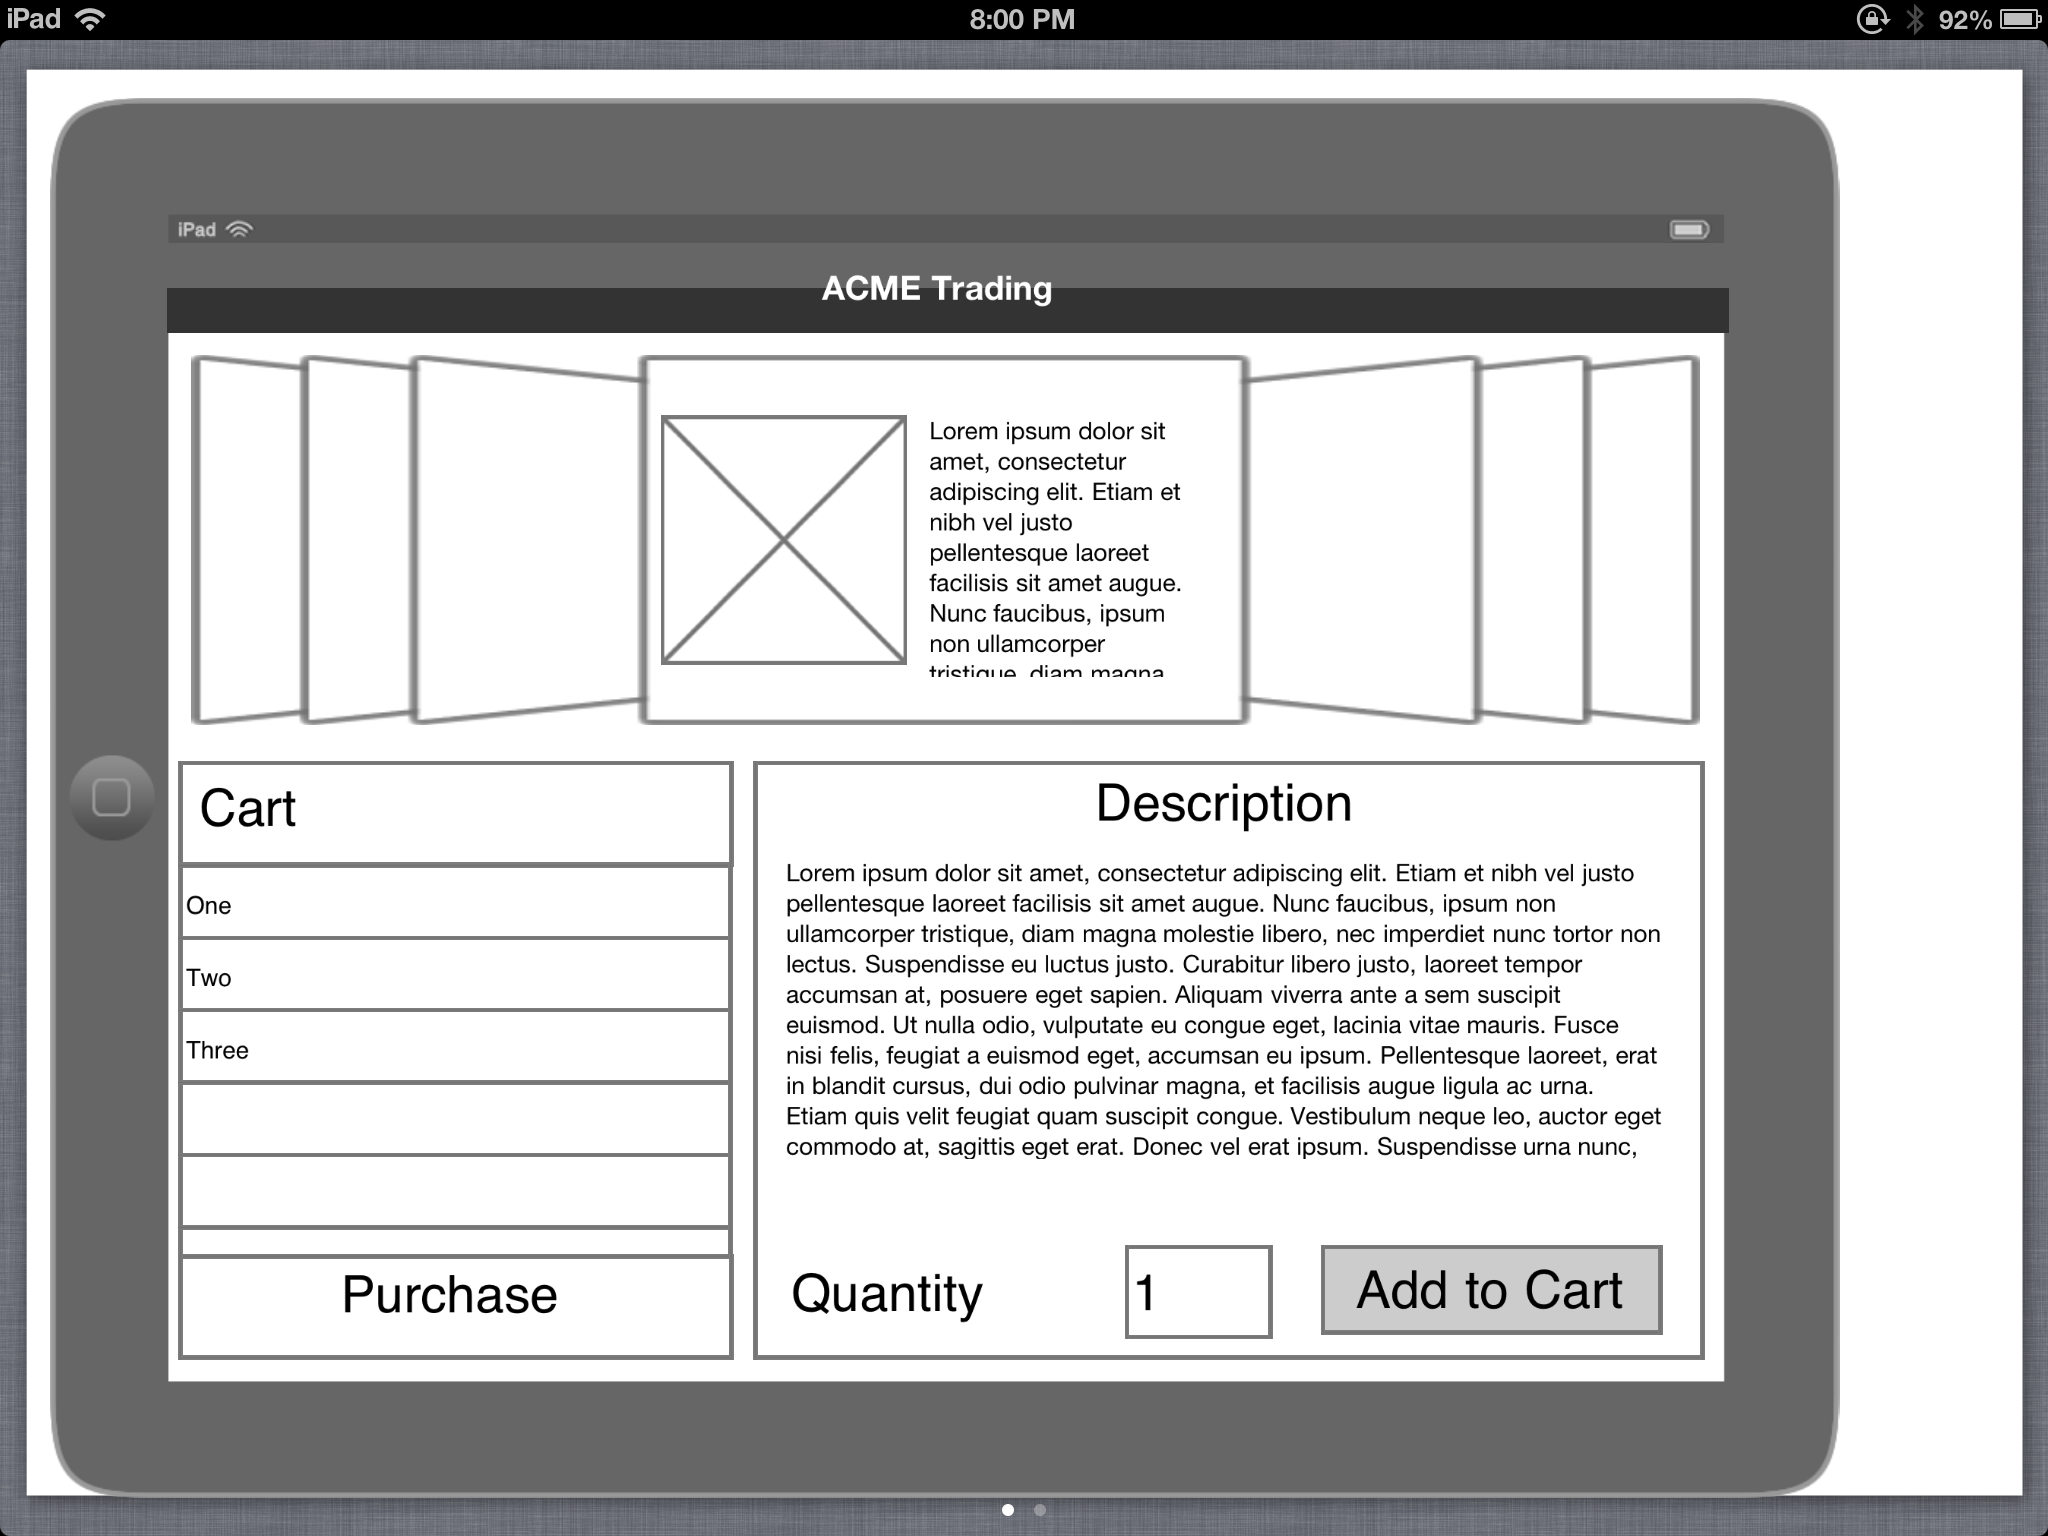 iPad
8:00 PM
92%
iPad
ACME Trading
Lorem ipsum dolor sit
amet, consectetur
adipiscing elit. Etiam et
nibh vel justo
pellentesque laoreet
facilisis sit amet augue.
Nunc faucibus, ipsum
non ullamcorper
tristique, diam magna
Cart
One
Two
Three
Purchase
Description
Lorem ipsum dolor sit amet, consectetur adipiscing elit. Etiam et nibh vel justo
pellentesque laoreet facilisis sit amet augue. Nunc faucibus, ipsum non
ullamcorper tristique, diam magna molestie libero, nec imperdiet nunc tortor non
lectus. Suspendisse eu luctus justo. Curabitur libero justo, laoreet tempor
accumsan at, posuere eget sapien. Aliquam viverra ante a sem suscipit
euismod. Ut nulla odio, vulputate eu congue eget, lacinia vitae mauris. Fusce
nisi felis, feugiat a euismod eget, accumsan eu ipsum. Pellentesque laoreet, erat
in blandit cursus, dui odio pulvinar magna, et facilisis augue ligula ac urna.
Etiam quis velit feugiat quam suscipit congue. Vestibulum neque leo, auctor eget
commodo at, sagittis eget erat. Donec vel erat ipsum. Suspendisse urna nunc,
Quantity
1
Add to Cart